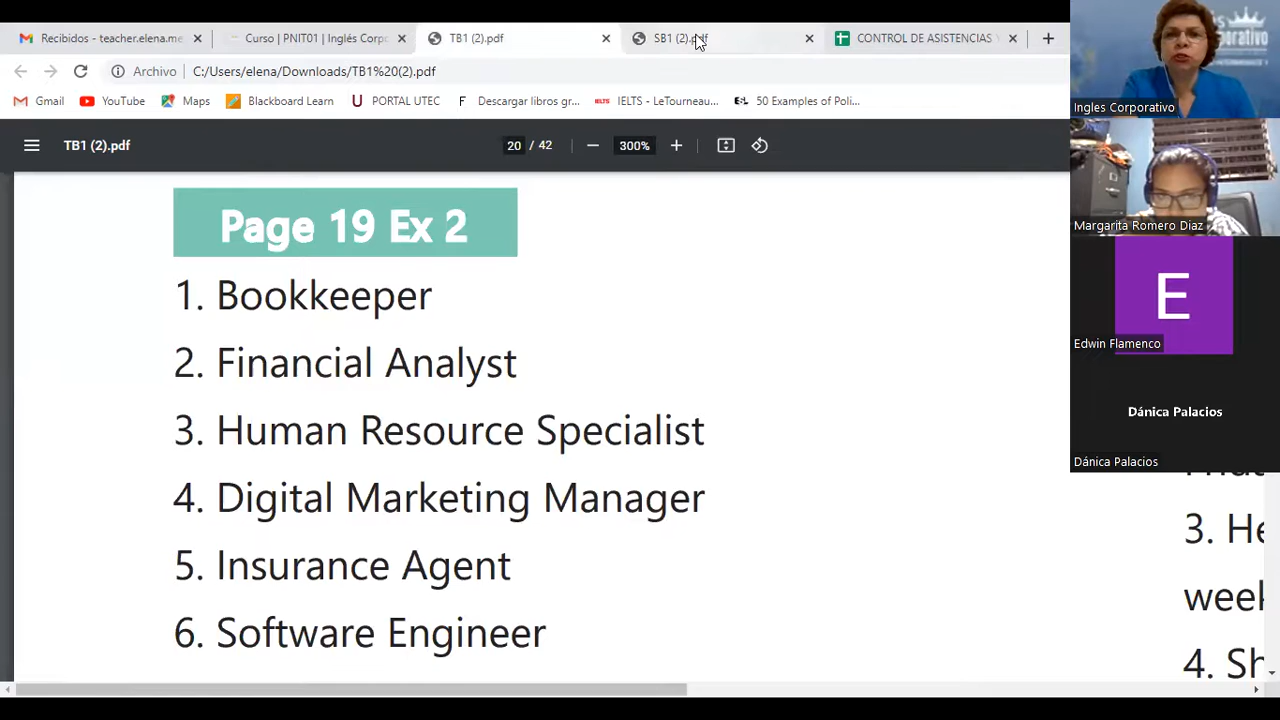 Recibidos - teacher.elena.me
Curso | PNIT01 | Inglés Corpo
TB1 (2).pdf
SB1 (2).pdf
CONTROL DE ASISTENCIAS
Archivo
C:/Users/elena/Downloads/TB1%20(2).pdf
Gmail
YouTube
Maps
Blackboard Learn
PORTAL UTEC
Descargar libros gr...
IELTS - LeTourneau...
50 Examples of Poli...
TB1 (2).pdf
20 / 42
300%
Page 19 Ex 2
1. Bookkeeper
2. Financial Analyst
3. Human Resource Specialist
4. Digital Marketing Manager
5. Insurance Agent
6. Software Engineer
3. He
week
4. Sh
Ingles Corporativo
Margarita Romero Diaz
E
Edwin Flamenco
Dánica Palacios
Dánica Palacios